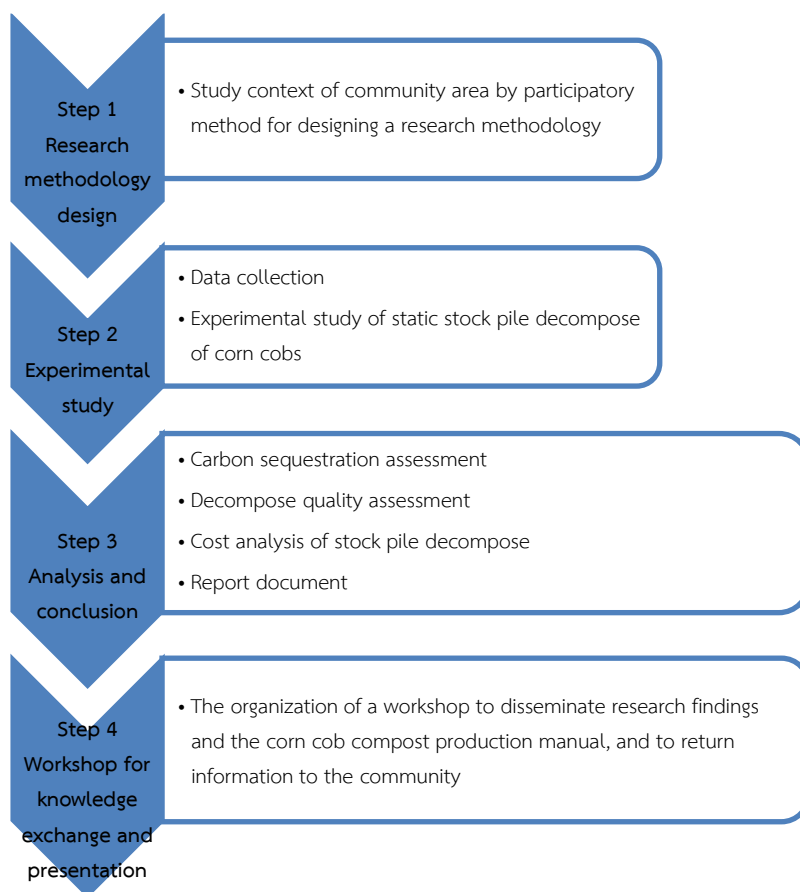 Step 1
Research
methodology
design
• Study context of community area by participatory
method for designing a research methodology
Step 2
Experimental
study
• Data collection
• Experimental study of static stock pile decompose
of corn cobs
Step 3
Analysis and
conclusion
• Carbon sequestration assessment
• Decompose quality assessment
• Cost analysis of stock pile decompose
• Report document
Step 4
Workshop for
knowledge
exchange and
presentation
• The organization of a workshop to disseminate research findings
and the corn cob compost production manual, and to return
information to the community